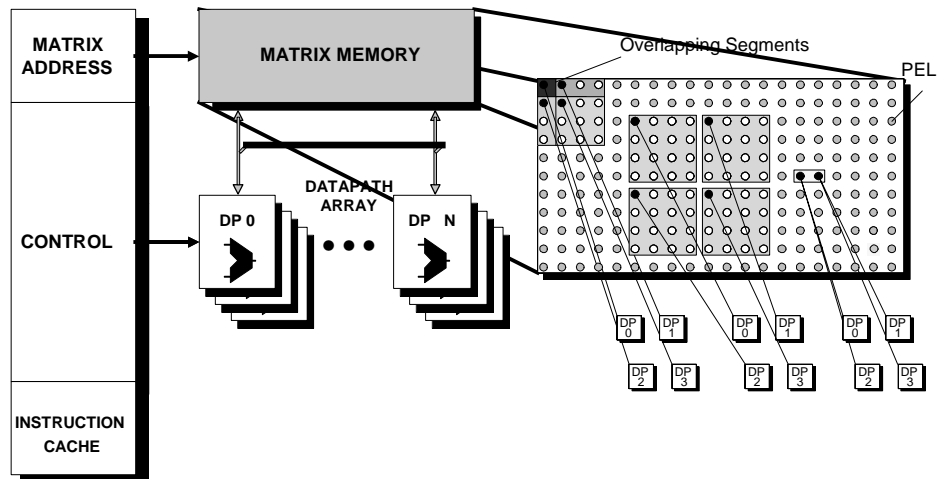 MATRIX
ADDRESS
MATRIX MEMORY
Overlapping Segments
PEL
DATAPATH
ARRAY
CONTROL
DP 0
DP N
INSTRUCTION
CACHE
DP
0
DP
1
DP
0
DP
1
DP
0
DP
1
DP
2
DP
3
DP
2
DP
3
DP
2
DP
3